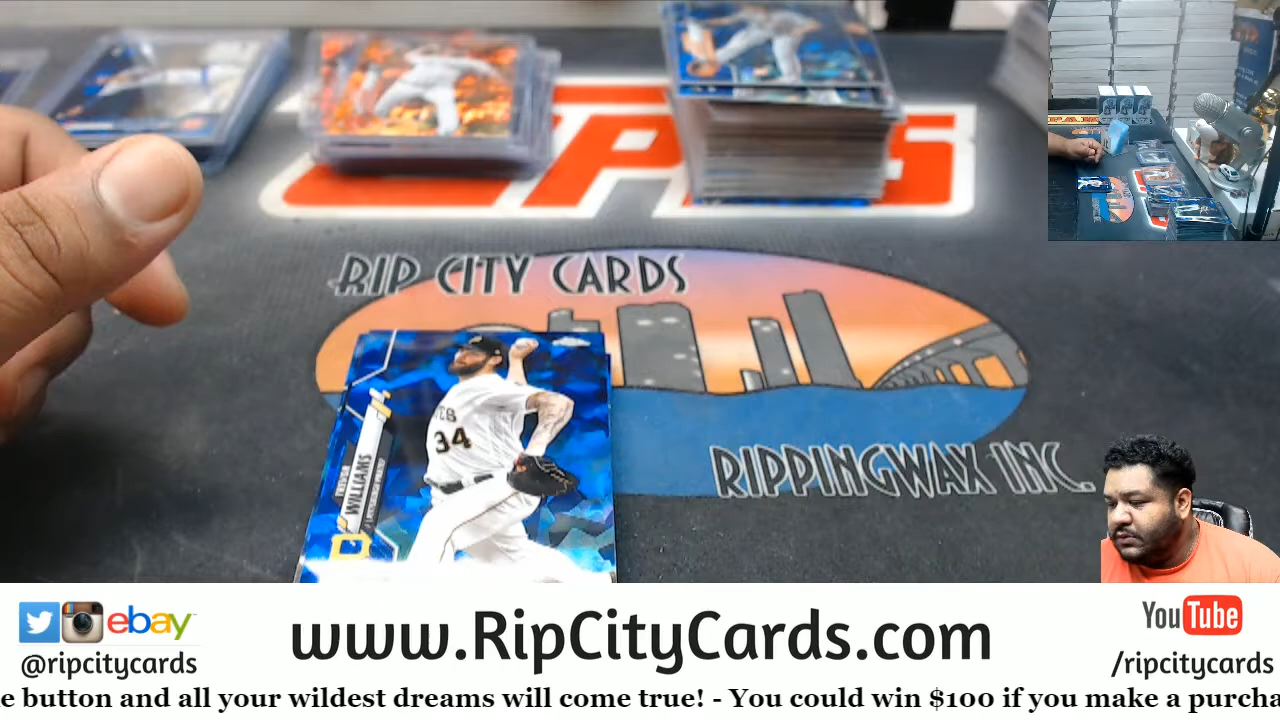 RIP CITY CARDS
RIPPINGWAX INC.
34
WILLIAMS
ebay
www.RipCityCards.com
YouTube
@ripcitycards
/ripcitycards
e button and all your wildest dreams will come true! - You could win $100 if you make a purcha